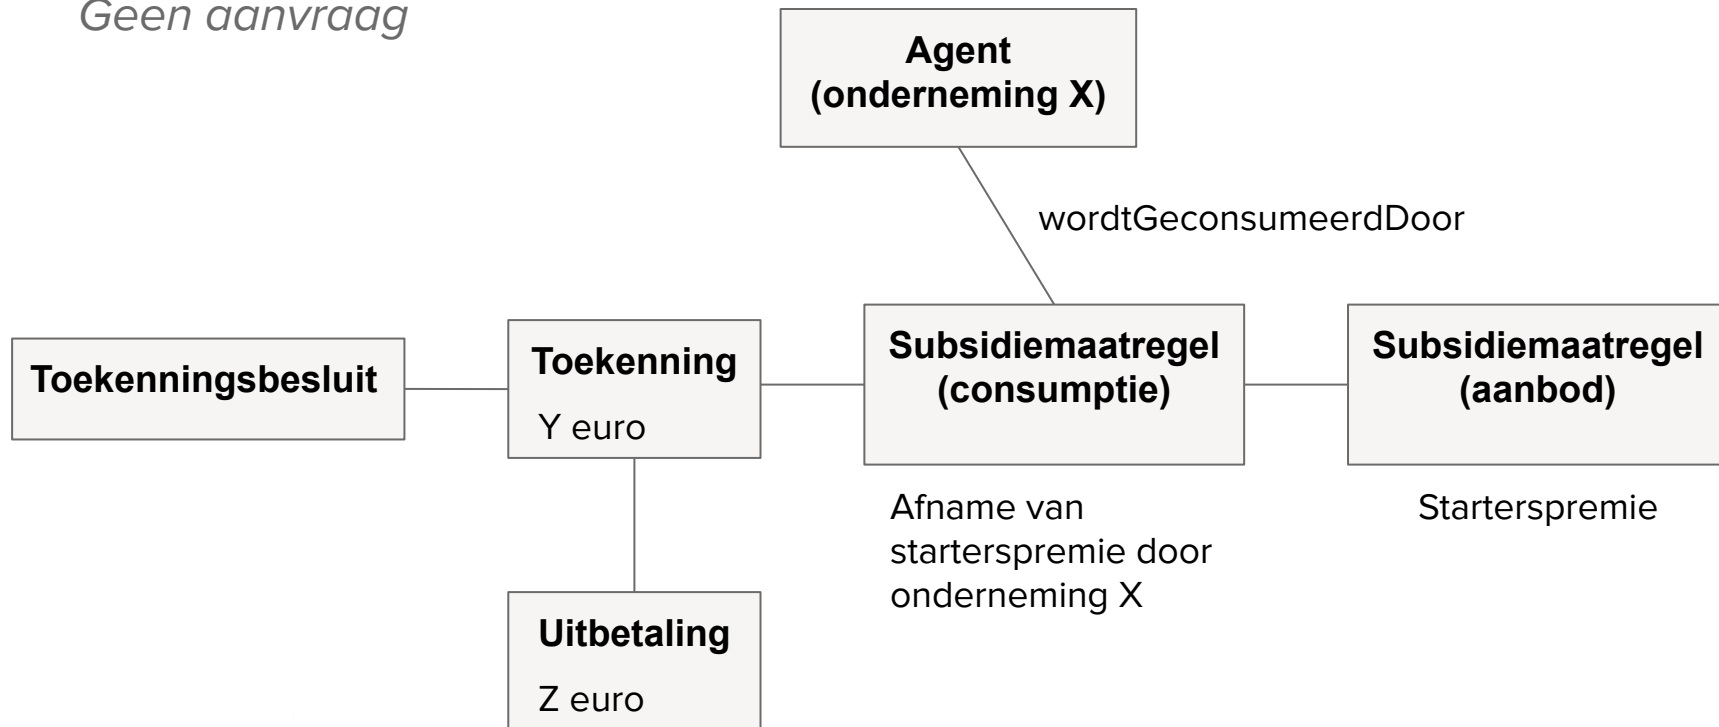 Geen aanvraag
Agent
(onderneming X)
wordtGeconsumeerdDoor
Toekenningsbesluit
Toekenning
Y euro
Subsidiemaatregel
(consumptie)
Subsidiemaatregel
(aanbod)
Afname van
starterspremie door
onderneming X
Starterspremie
Uitbetaling
Z euro